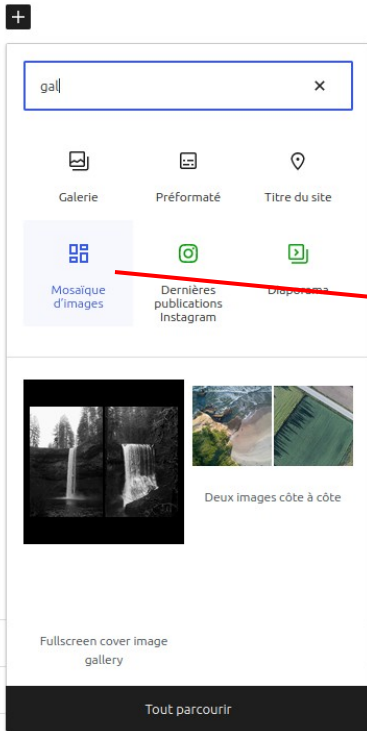 gal
Galerie
Préformaté
Titre du site
Mosaïque
d'images
Dernières
publications
Instagram
Diaporama
Deux images côte à côte
Fullscreen cover image
gallery
Tout parcourir